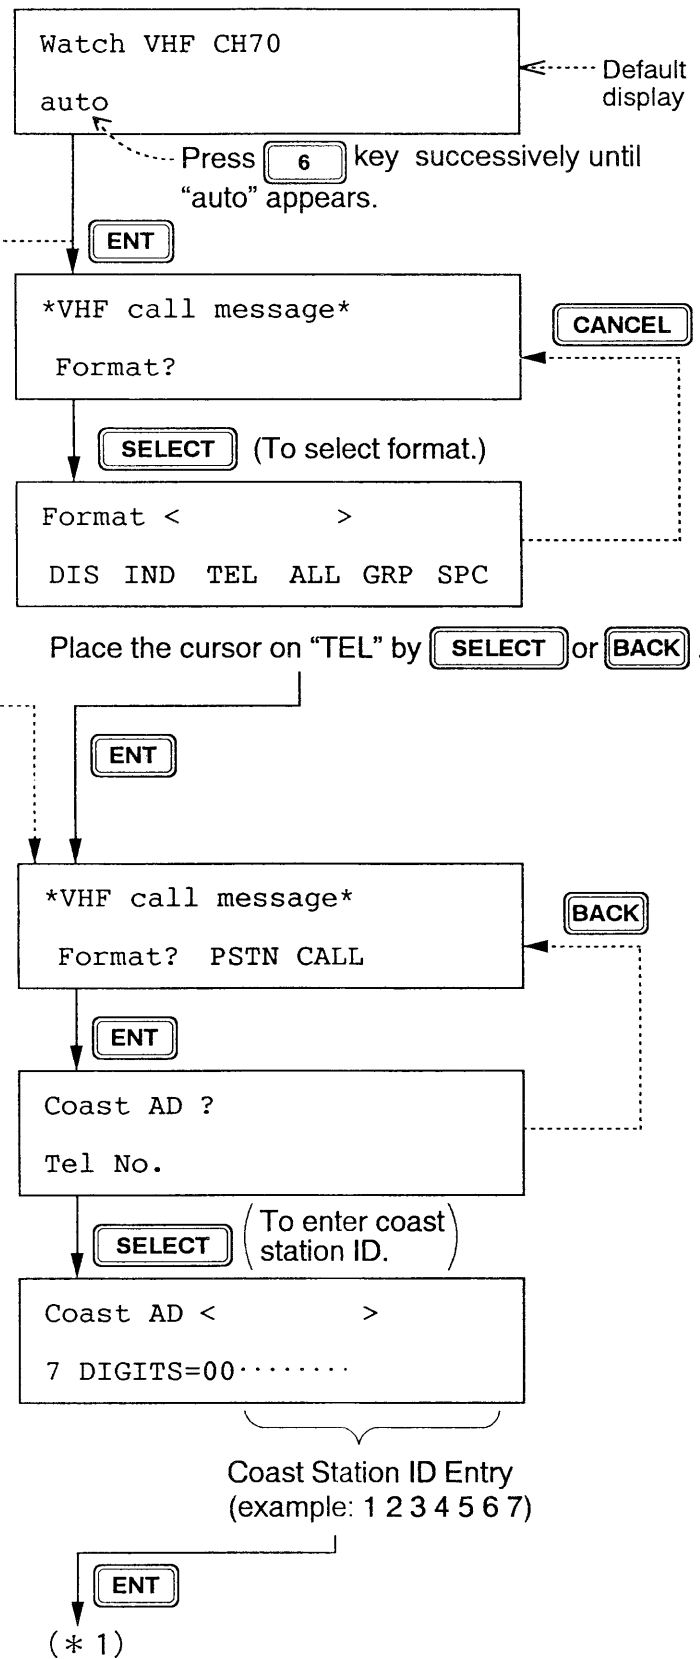 Watch VHF CH70
auto
Default
display
Press 6 key successively until
“auto” appears.
ENT
*VHF call message*
Format?
CANCEL
SELECT (To select format.)
Format < >
DIS IND TEL ALL GRP SPC
Place the cursor on “TEL” by SELECT or BACK .
ENT
*VHF call message*
Format? PSTN CALL
BACK
ENT
Coast AD ?
Tel No.
SELECT
(To enter coast
station ID.)
Coast AD < >
7 DIGITS=00········
Coast Station ID Entry
(example: 1 2 3 4 5 6 7)
ENT
(＊ 1)